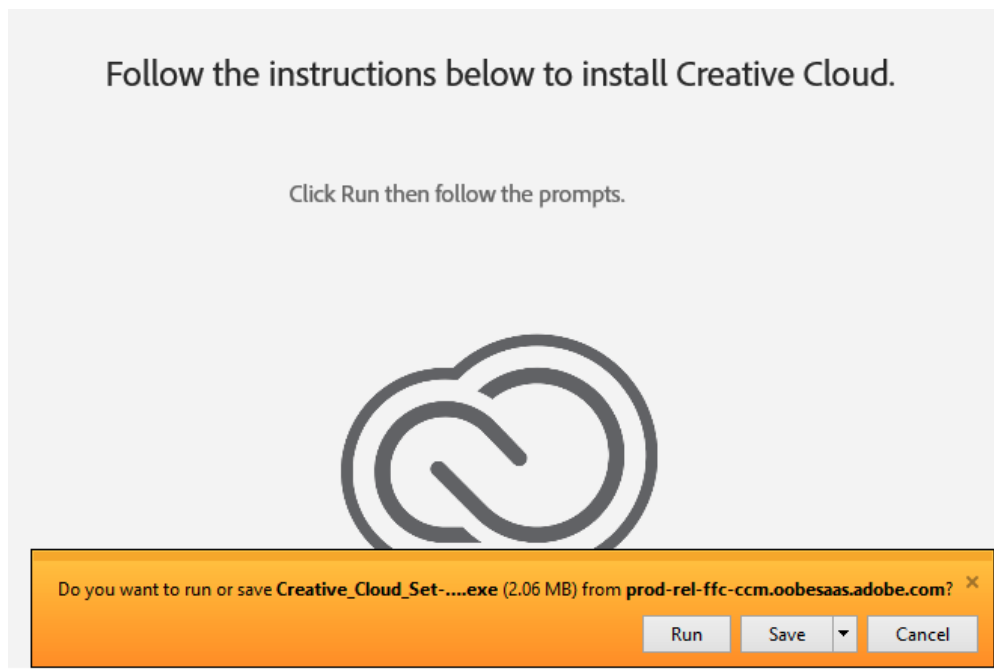 Follow the instructions below to install Creative Cloud.
Click Run then follow the prompts.
Do you want to run or save Creative_Cloud_Set-....exe (2.06 MB) from prod-rel-ffc-ccm.oobesaas.adobe.com?
Run Save Cancel